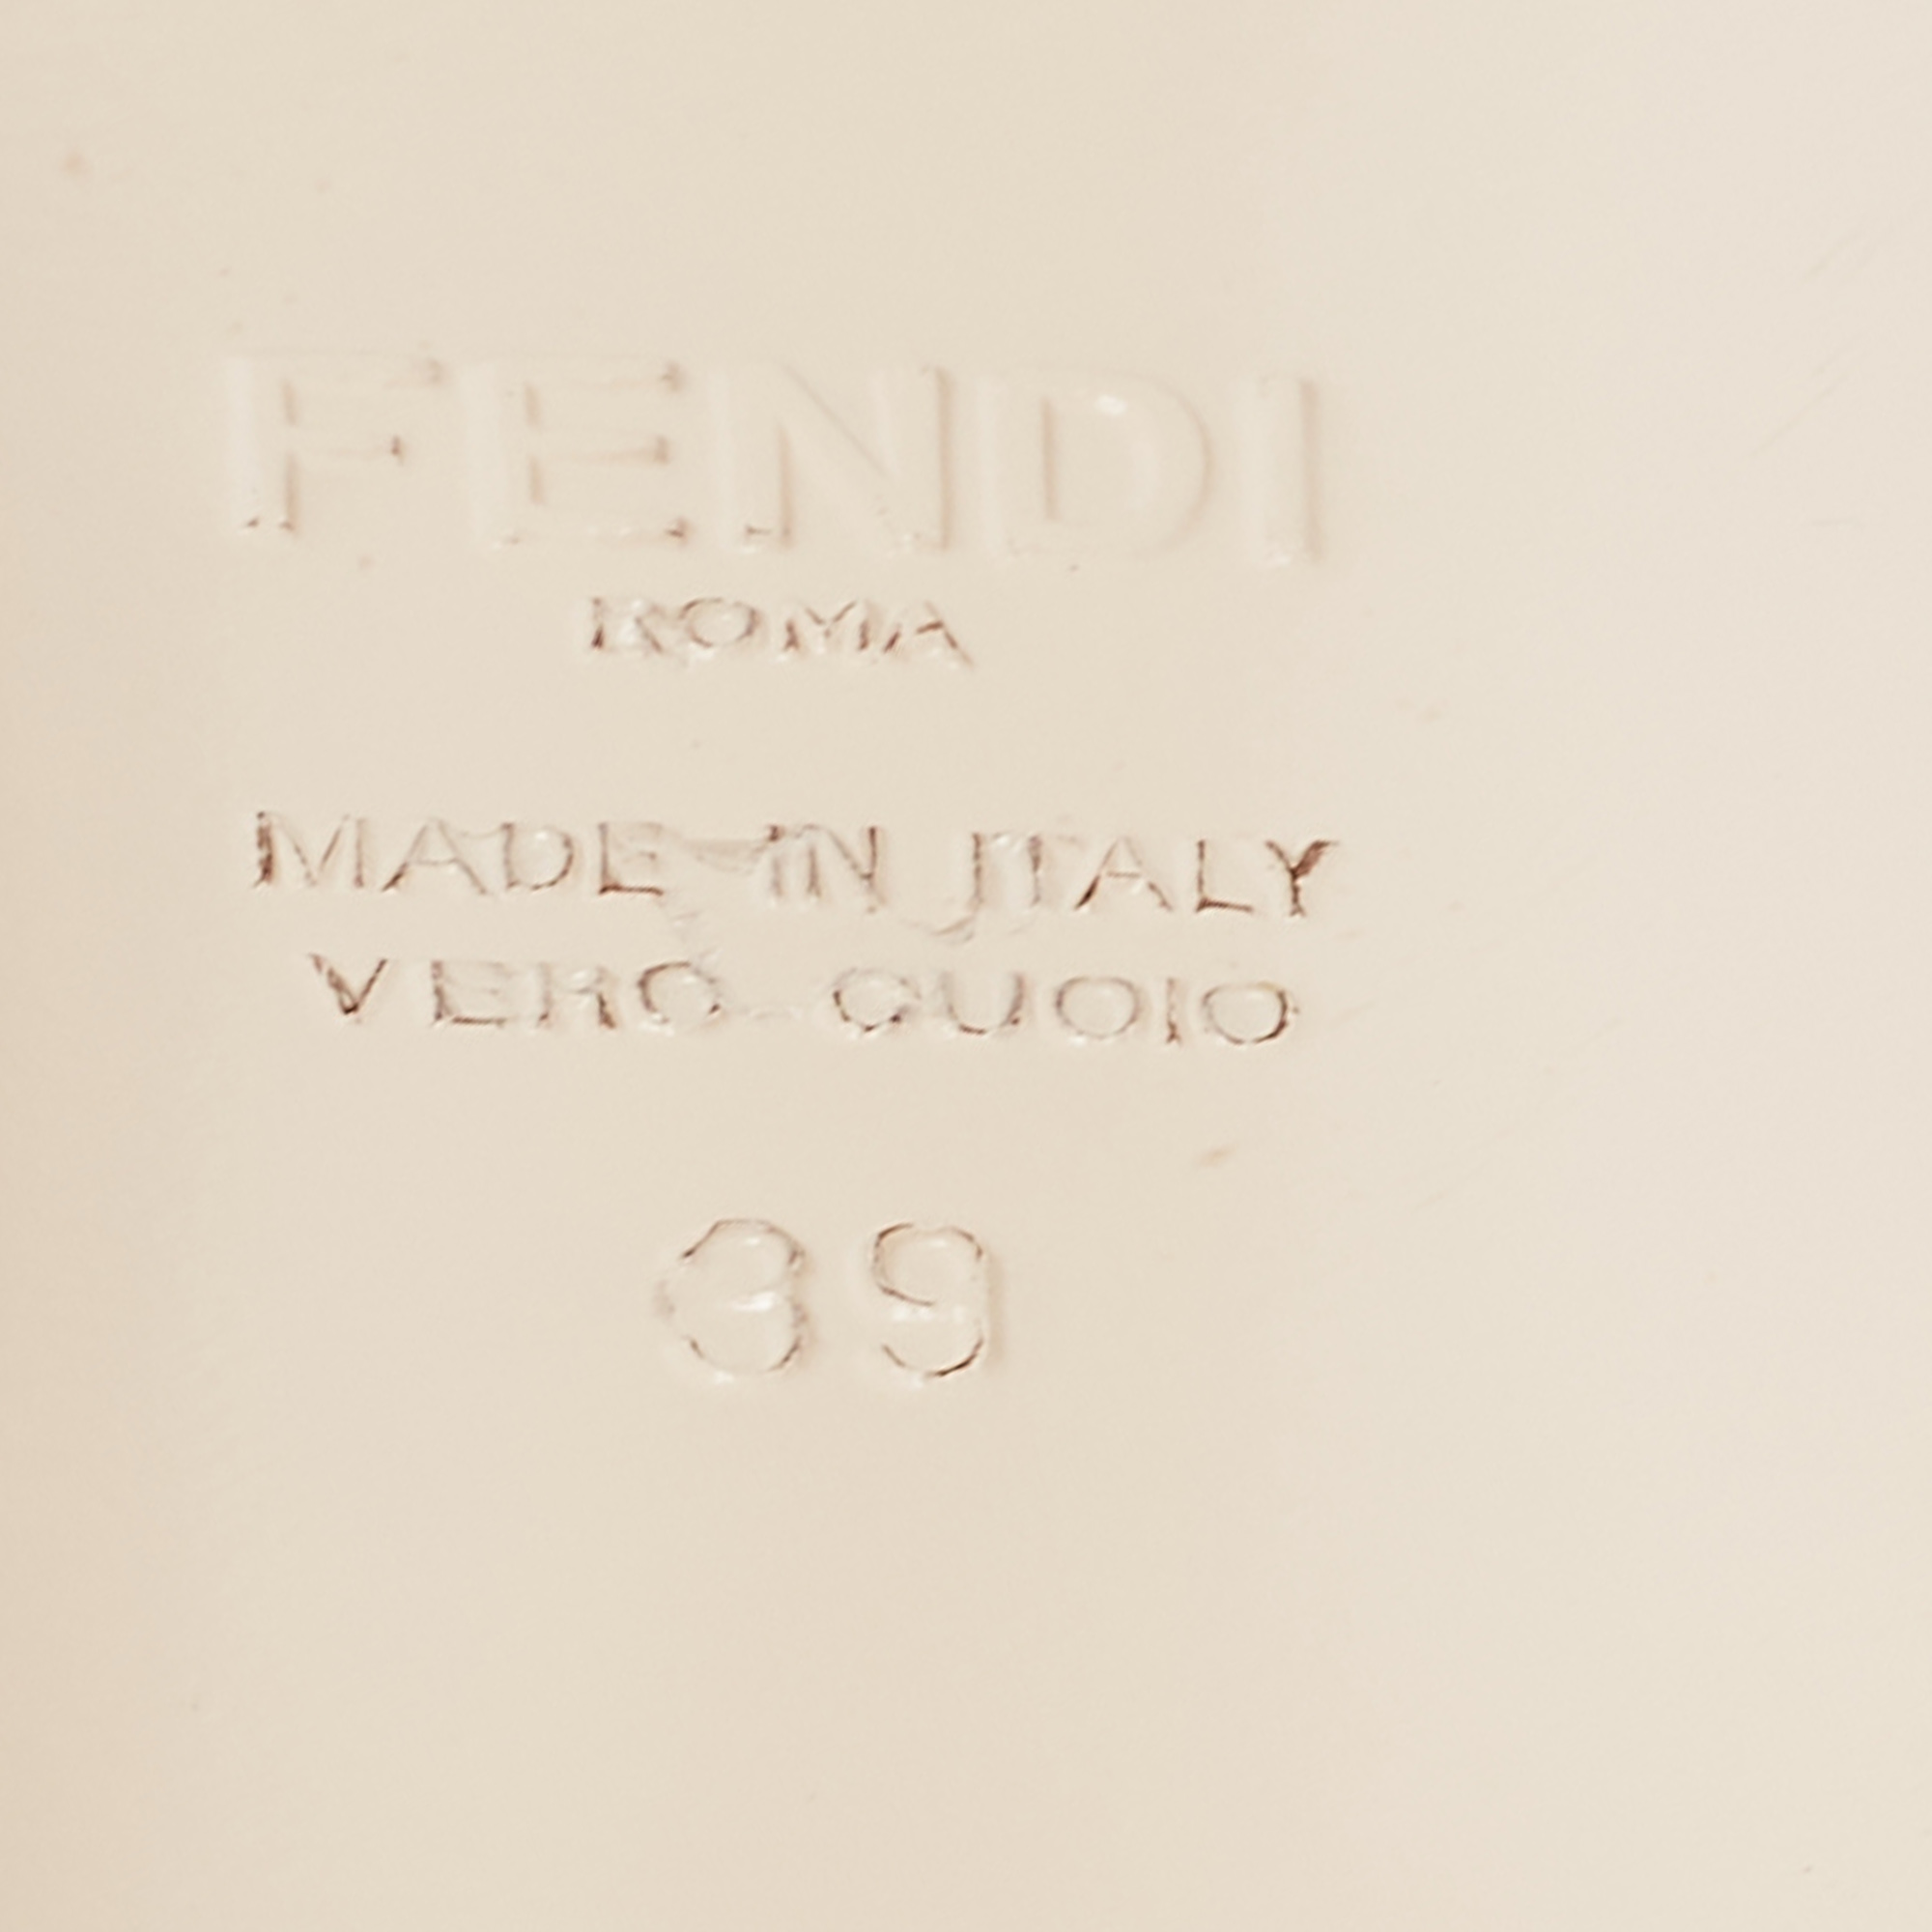 FENDI
ROMA
MADE IN ITALY
VERO CUOIO
39